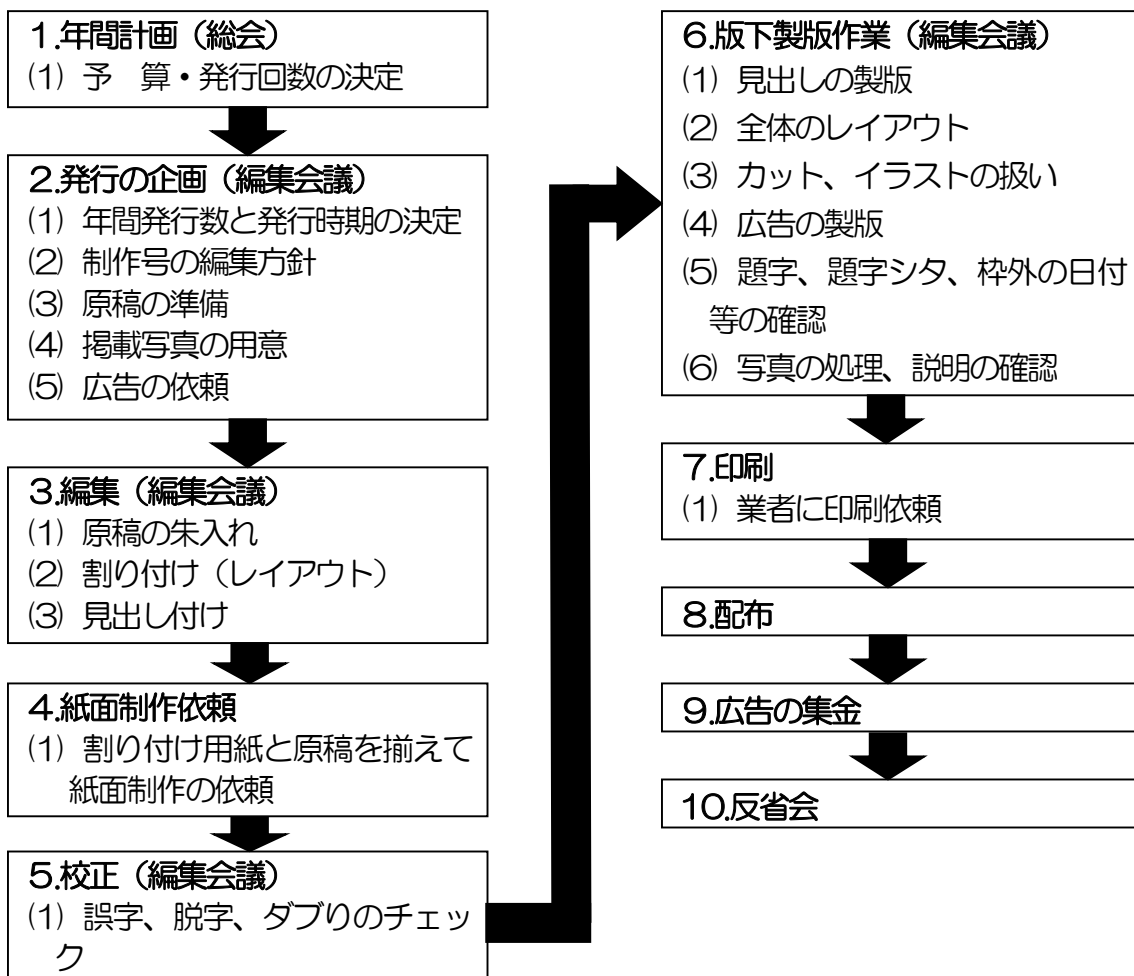 1.年間計画（総会）
(1) 予　算・発行回数の決定
2.発行の企画（編集会議）
(1) 年間発行数と発行時期の決定
(2) 制作号の編集方針
(3) 原稿の準備
(4) 掲載写真の用意
(5) 広告の依頼
3.編集（編集会議）
(1) 原稿の朱入れ
(2) 割り付け（レイアウト）
(3) 見出し付け
4.紙面制作依頼
(1) 割り付け用紙と原稿を揃えて
紙面制作の依頼
5.校正（編集会議）
(1) 誤字、脱字、ダブりのチェッ
ク
6.版下製版作業（編集会議）
(1) 見出しの製版
(2) 全体のレイアウト
(3) カット、イラストの扱い
(4) 広告の製版
(5) 題字、題字シタ、枠外の日付
等の確認
(6) 写真の処理、説明の確認
7.印刷
(1) 業者に印刷依頼
8.配布
9.広告の集金
10.反省会